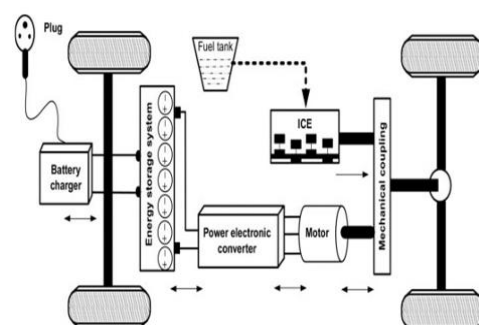 Plug
Fuel tank
ICE
Battery
charger
Energy storage system
Power electronic
converter
Motor
Mechanical coupling